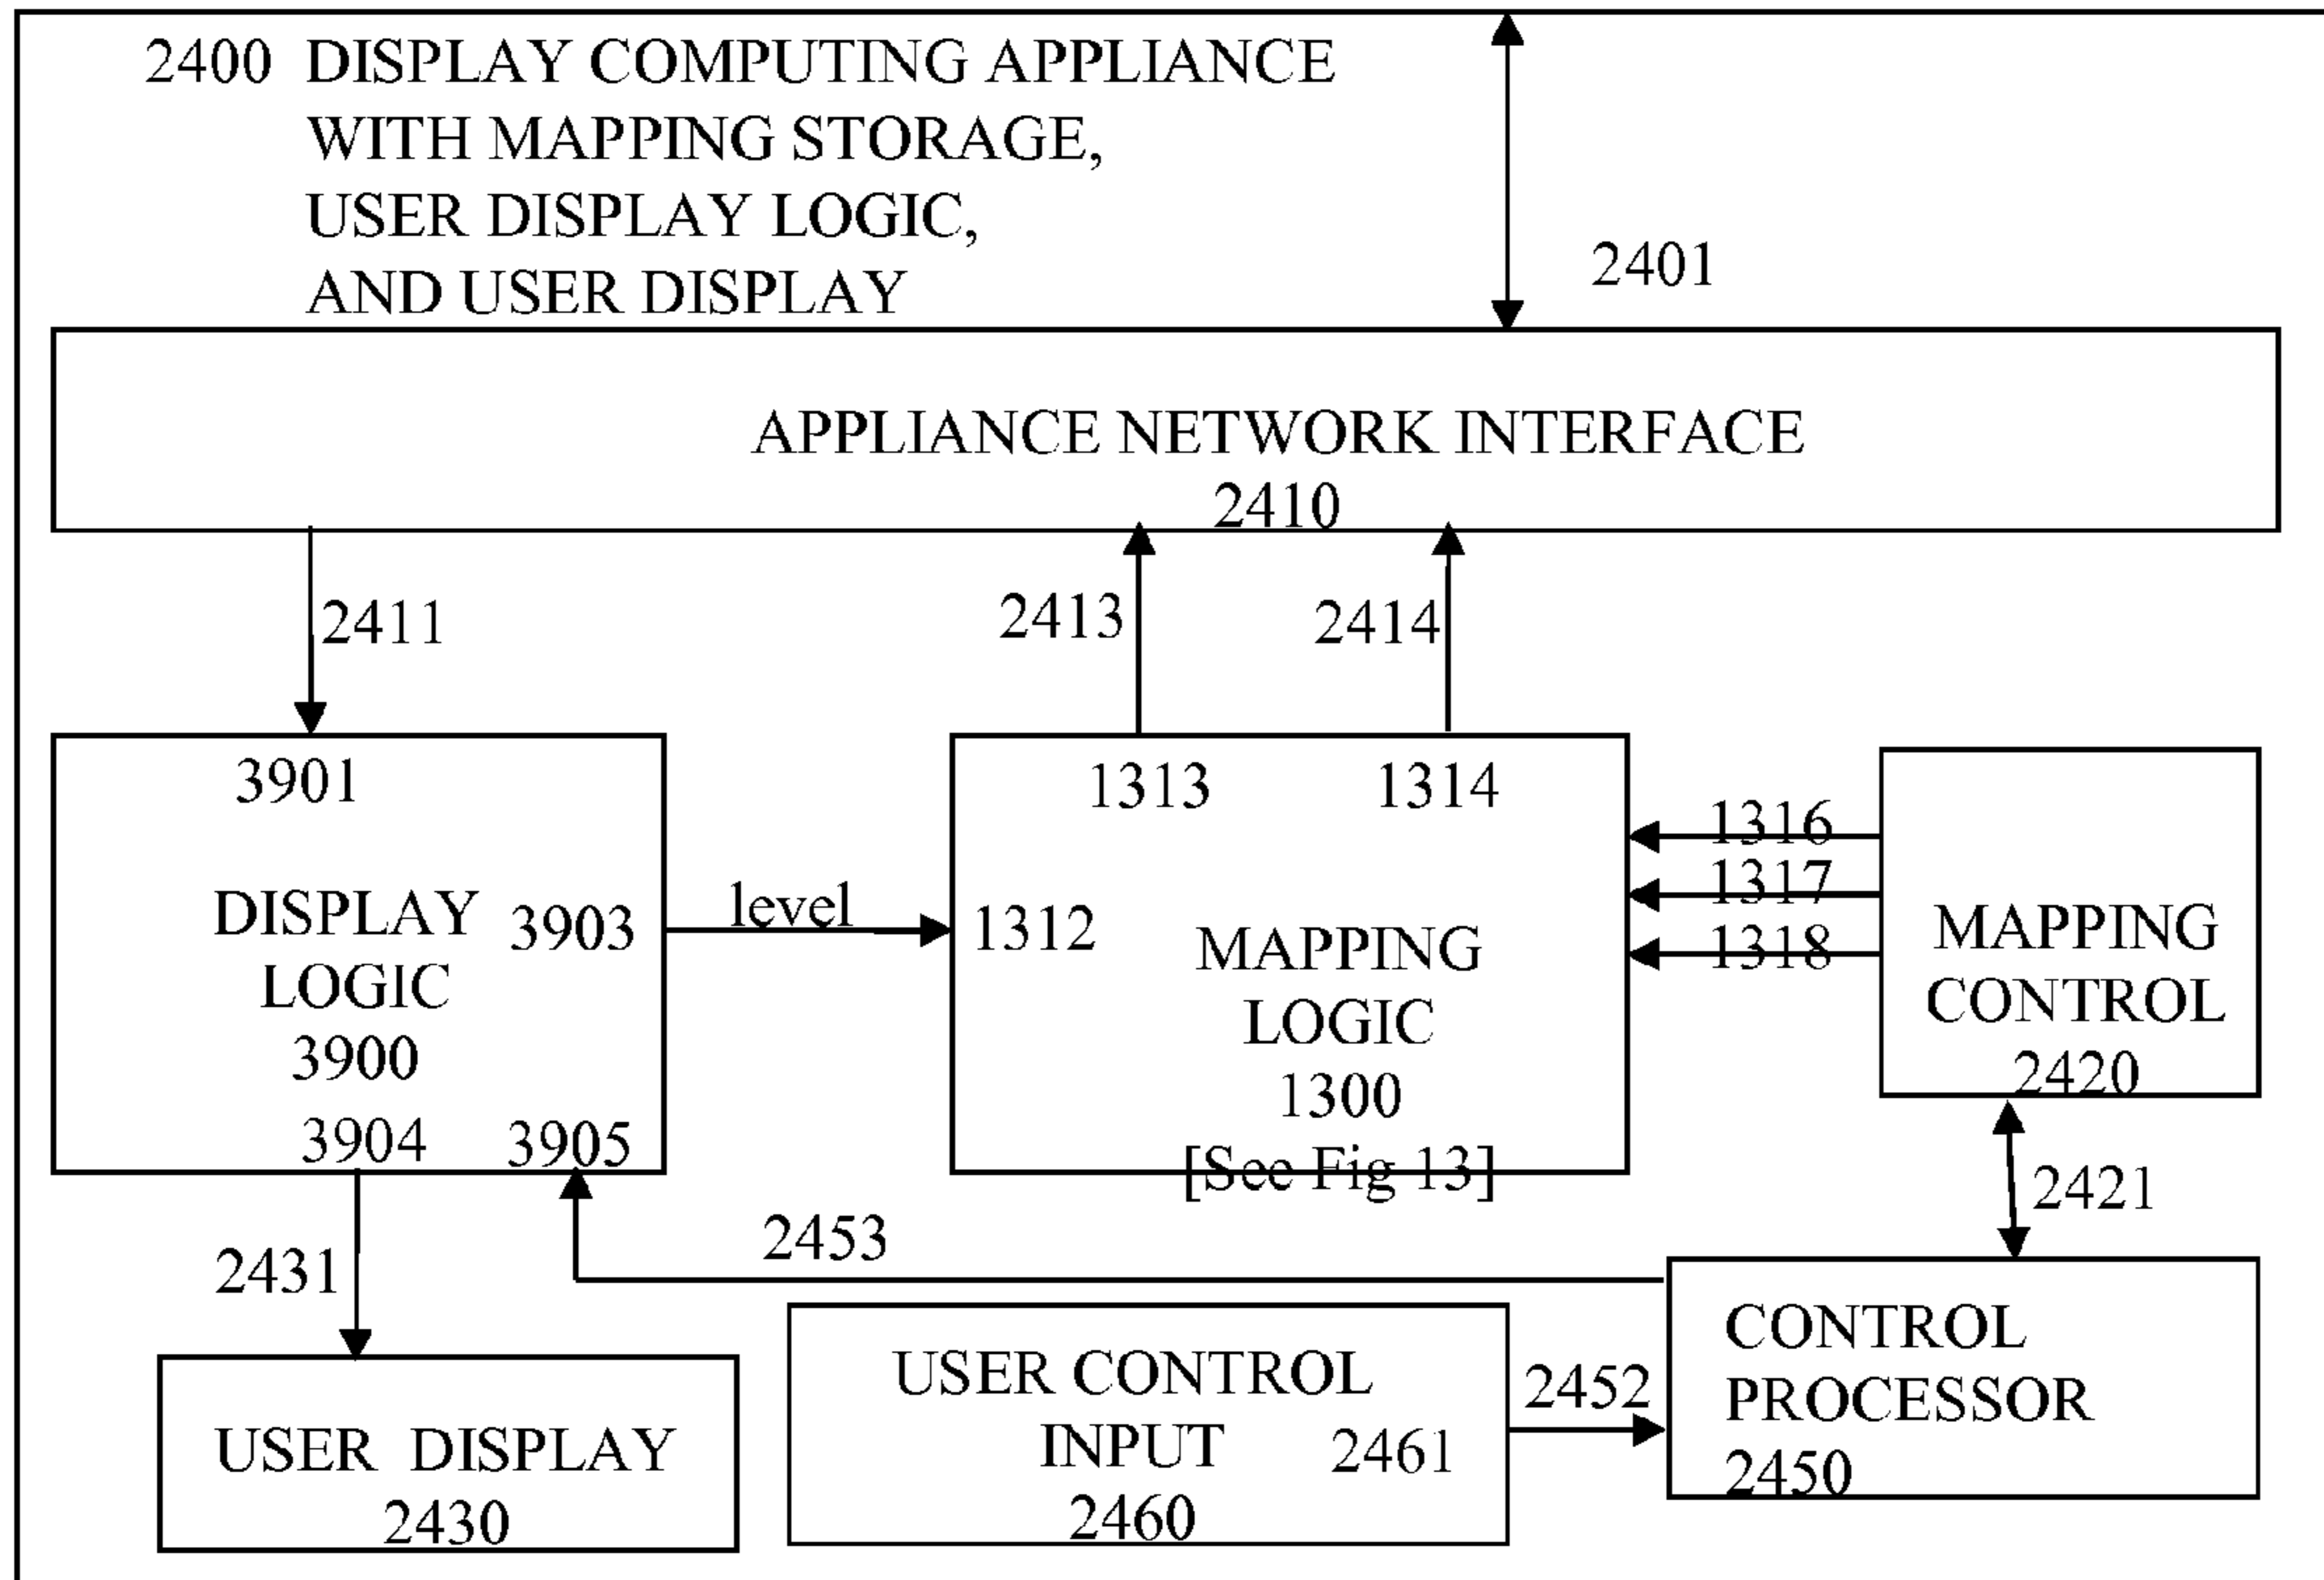 2400 DISPLAY COMPUTING APPLIANCE
WITH MAPPING STORAGE,
USER DISPLAY LOGIC,
AND USER DISPLAY
2401
APPLIANCE NETWORK INTERFACE
2410
2411
2413
2414
3901
DISPLAY
LOGIC
3900
3903
3904
3905
level
1313
1314
1312
MAPPING
LOGIC
1300
[See Fig 13]
1316
1317
1318
MAPPING
CONTROL
2420
2421
2431
2453
USER DISPLAY
2430
USER CONTROL
INPUT
2461
2460
2452
CONTROL
PROCESSOR
2450